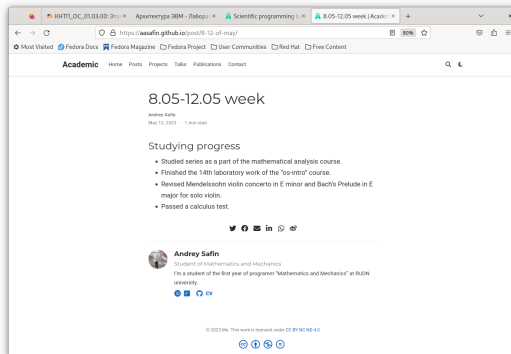 КНТП_ОС_01.03.00: Эта
Архитектура ЭВМ - Лабора
Scientific programming la
8.05-12.05 week | Academ
https://aasafin.github.io/post/8-12-of-may/
80%
Most Visited Fedora Docs Fedora Magazine Fedora Project User Communities Red Hat Free Content
Academic Home Posts Projects Talks Publications Contact
8.05-12.05 week
Andrey Safin
May 12, 2023 · 1 min read
Studying progress
• Studied series as a part of the mathematical analysis course.
• Finished the 14th laboratory work of the "os-intro" course.
• Revised Mendelssohn violin concerto in E minor and Bach's Prelude in E
major for solo violin.
• Passed a calculus test.
Andrey Safin
Student of Mathematics and Mechanics
I'm a student of the first year of programm "Mathematics and Mechanics" at RUDN
university.
CV
© 2023 Me. This work is licensed under CC BY NC ND 4.0